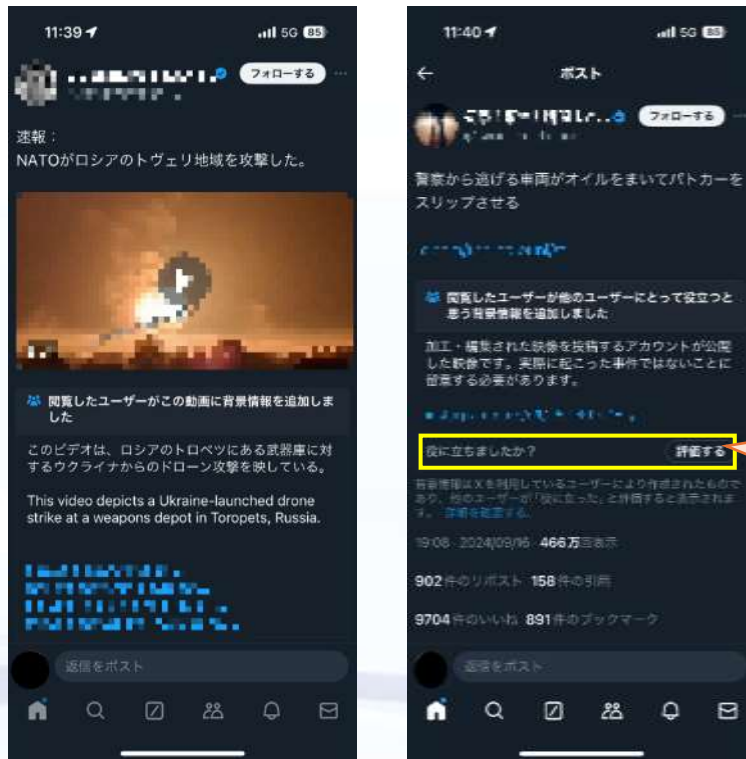 11:39
5G 85
フォローする
速報：
NATOがロシアのトヴェリ地域を攻撃した。
閲覧したユーザーがこの動画に背景情報を追加しま
した
このビデオは、ロシアのトロペツにある武器庫に対
するウクライナからのドローン攻撃を映している。
This video depicts a Ukraine-launched drone
strike at a weapons depot in Toropets, Russia.
返信をポスト
11:40
5G 85
ポスト
フォローする
警察から逃げる車両がオイルをまいてパトカーを
スリップさせる
閲覧したユーザーが他のユーザーにとって役立つと
思う背景情報を追加しました
加工・編集された映像を投稿するアカウントが公開
した映像です。実際に起こった事件ではないことに
留意する必要があります。
役に立ちましたか？
評価する
背景情報はXを利用しているユーザーにより作成されたもので
あり、他のユーザーが「役に立った」と評価すると表示されま
す。詳細を確認する。
19:08 2024/09/16 466万回表示
902件のリポスト 158件の引用
9704件のいいね 891件のブックマーク
返信をポスト